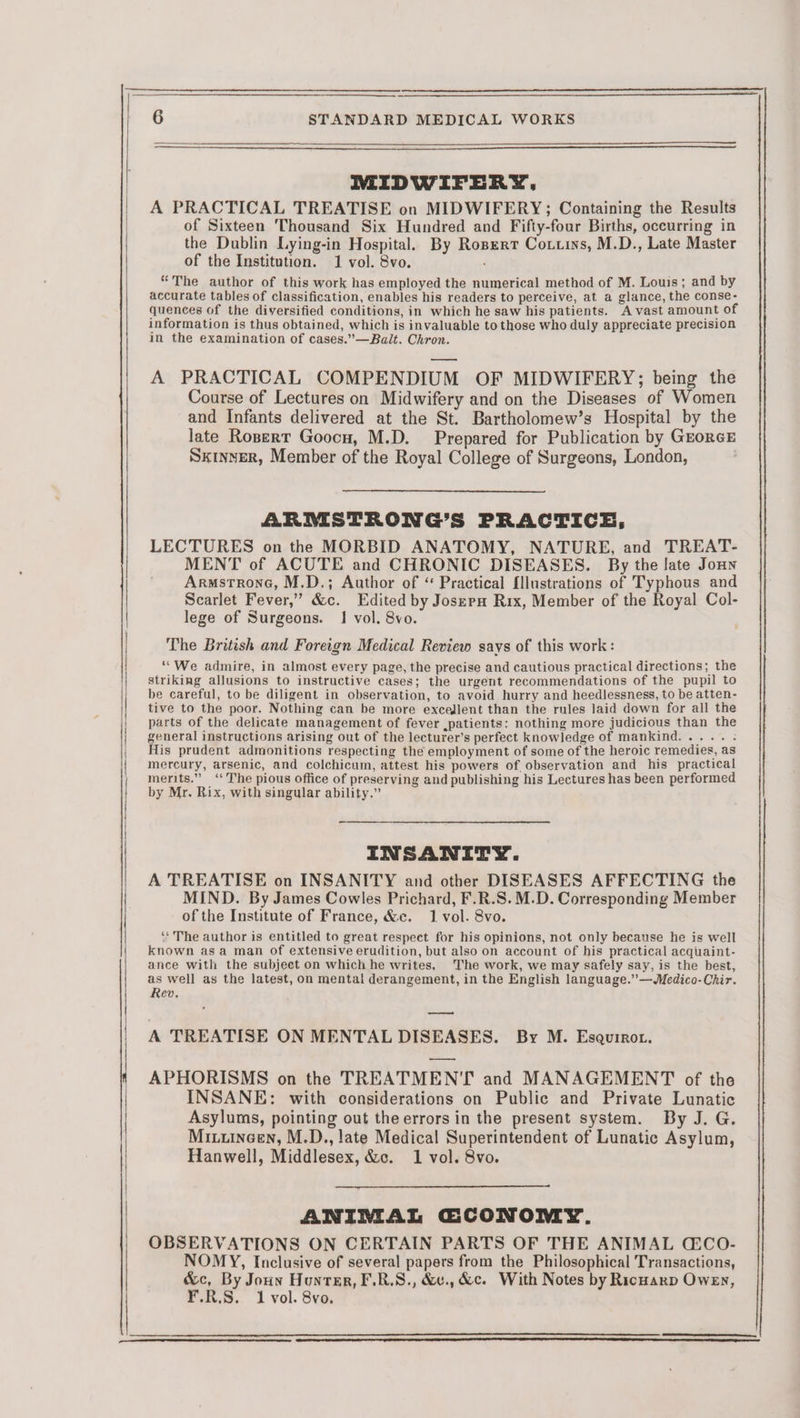 6 STANDARD MEDICAL WORKS
MIDWIFERY,
A PRACTICAL TREATISE on MIDWIFERY; Containing the Results
of Sixteen Thousand Six Hundred and Fifty-four Births, occurring in
the Dublin Lying-in Hospital. By Robert Collins, M.D., Late Master
of the Institution. 1 vol. 8vo.
“The author of this work has employed the numerical method of M. Louis; and by
accurate tables of classification, enables his readers to perceive, at a glance, the conse-
quences of the diversified conditions, in which he saw his patients. A vast amount of
information is thus obtained, which is invaluable to those who duly appreciate precision
in the examination of cases.”—Balt. Chron.
A PRACTICAL COMPENDIUM OF MIDWIFERY; being the
Course of Lectures on Midwifery and on the Diseases of Women
and Infants delivered at the St. Bartholomew's Hospital by the
late Robert Gooch, M.D. Prepared for Publication by George
Skinner, Member of the Royal College of Surgeons, London,
ARMSTRONG'S PRACTICE,
LECTURES on the MORBID ANATOMY, NATURE, and TREAT-
MENT of ACUTE and CHRONIC DISEASES. By the late John
Armstrong, M.D.; Author of “Practical Illustrations of Typhous and
Scarlet Fever,” &c. Edited by Joseph Rix, Member of the Royal Col-
lege of Surgeons. 1 vol. 8vo.
The British and Foreign Medical Review says of this work:
“We admire, in almost every page, the precise and cautious practical directions; the
striking allusions to instructive cases; the urgent recommendations of the pupil to
be careful, to be diligent in observation, to avoid hurry and heedlessness, to be atten-
tive to the poor. Nothing can be more excellent than the rules laid down for all the
parts of the delicate management of fever patients: nothing more judicious than the
general instructions arising out of the lecturer's perfect knowledge of mankind. . . . . :
His prudent admonitions respecting the employment of some of the heroic remedies, as
mercury, arsenic, and colchicum, attest his powers of observation and his practical
merits.” “The pious office of preserving and publishing his Lectures has been performed
by Mr. Rix, with singular ability.”
INSANITY.
A TREATISE on INSANITY and other DISEASES AFFECTING the
MIND. By James Cowles Prichard, F.R.S. M.D. Corresponding Member
of the Institute of France, &c. 1 vol. 8vo.
“The author is entitled to great respect for his opinions, not only because he is well
known as a man of extensive erudition, but also on account of his practical acquaint-
ance with the subject on which he writes. The work, we may safely say, is the best,
as well as the latest, on mental derangement, in the English language.”—Medico-Chir.
Rev.
A TREATISE ON MENTAL DISEASES. By M. Esquirol.
APHORISMS on the TREATMENT and MANAGEMENT of the
INSANE: with considerations on Public and Private Lunatic
Asylums, pointing out the errors in the present system. By J. G.
Millingen, M.D., late Medical Superintendent of Lunatic Asylum,
Hanwell, Middlesex, &c. 1 vol. 8vo.
ANIMAL ŒCONOMY.
OBSERVATIONS ON CERTAIN PARTS OF THE ANIMAL ŒCO-
NOMY, Inclusive of several papers from the Philosophical Transactions,
&c, By John Hunter, F.R.S., &c., &c. With Notes by Richard Owen,
F.R.S. 1 vol. 8vo.